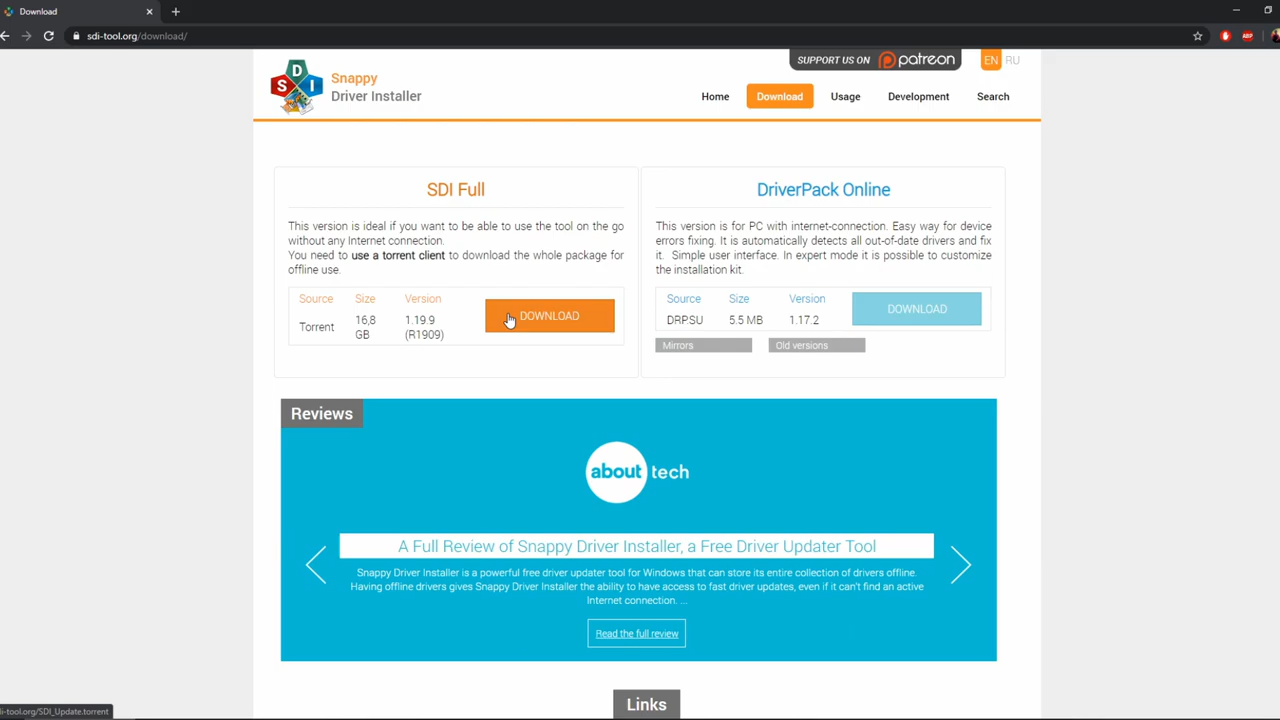 Download
sdi-tool.org/download/
ABP
SUPPORT US ON patreon
EN RU
S D I
Snappy
Driver Installer
Home Download Usage Development Search
SDI Full
This version is ideal if you want to be able to use the tool on the go
without any Internet connection.
You need to use a torrent client to download the whole package for
offline use.
Source Size Version
Torrent 16,8 GB 1.19.9 (R1909)
DOWNLOAD
DriverPack Online
This version is for PC with internet-connection. Easy way for device
errors fixing. It is automatically detects all out-of-date drivers and fix
it. Simple user interface. In expert mode it is possible to customize
the installation kit.
Source Size Version
DRP.SU 5.5 MB 1.17.2
DOWNLOAD
Mirrors Old versions
Reviews
about tech
A Full Review of Snappy Driver Installer, a Free Driver Updater Tool
Snappy Driver Installer is a powerful free driver updater tool for Windows that can store its entire collection of drivers offline.
Having offline drivers gives Snappy Driver Installer the ability to have access to fast driver updates, even if it can't find an active
Internet connection. ...
Read the full review
Links
li-tool.org/SDI_Update.torrent